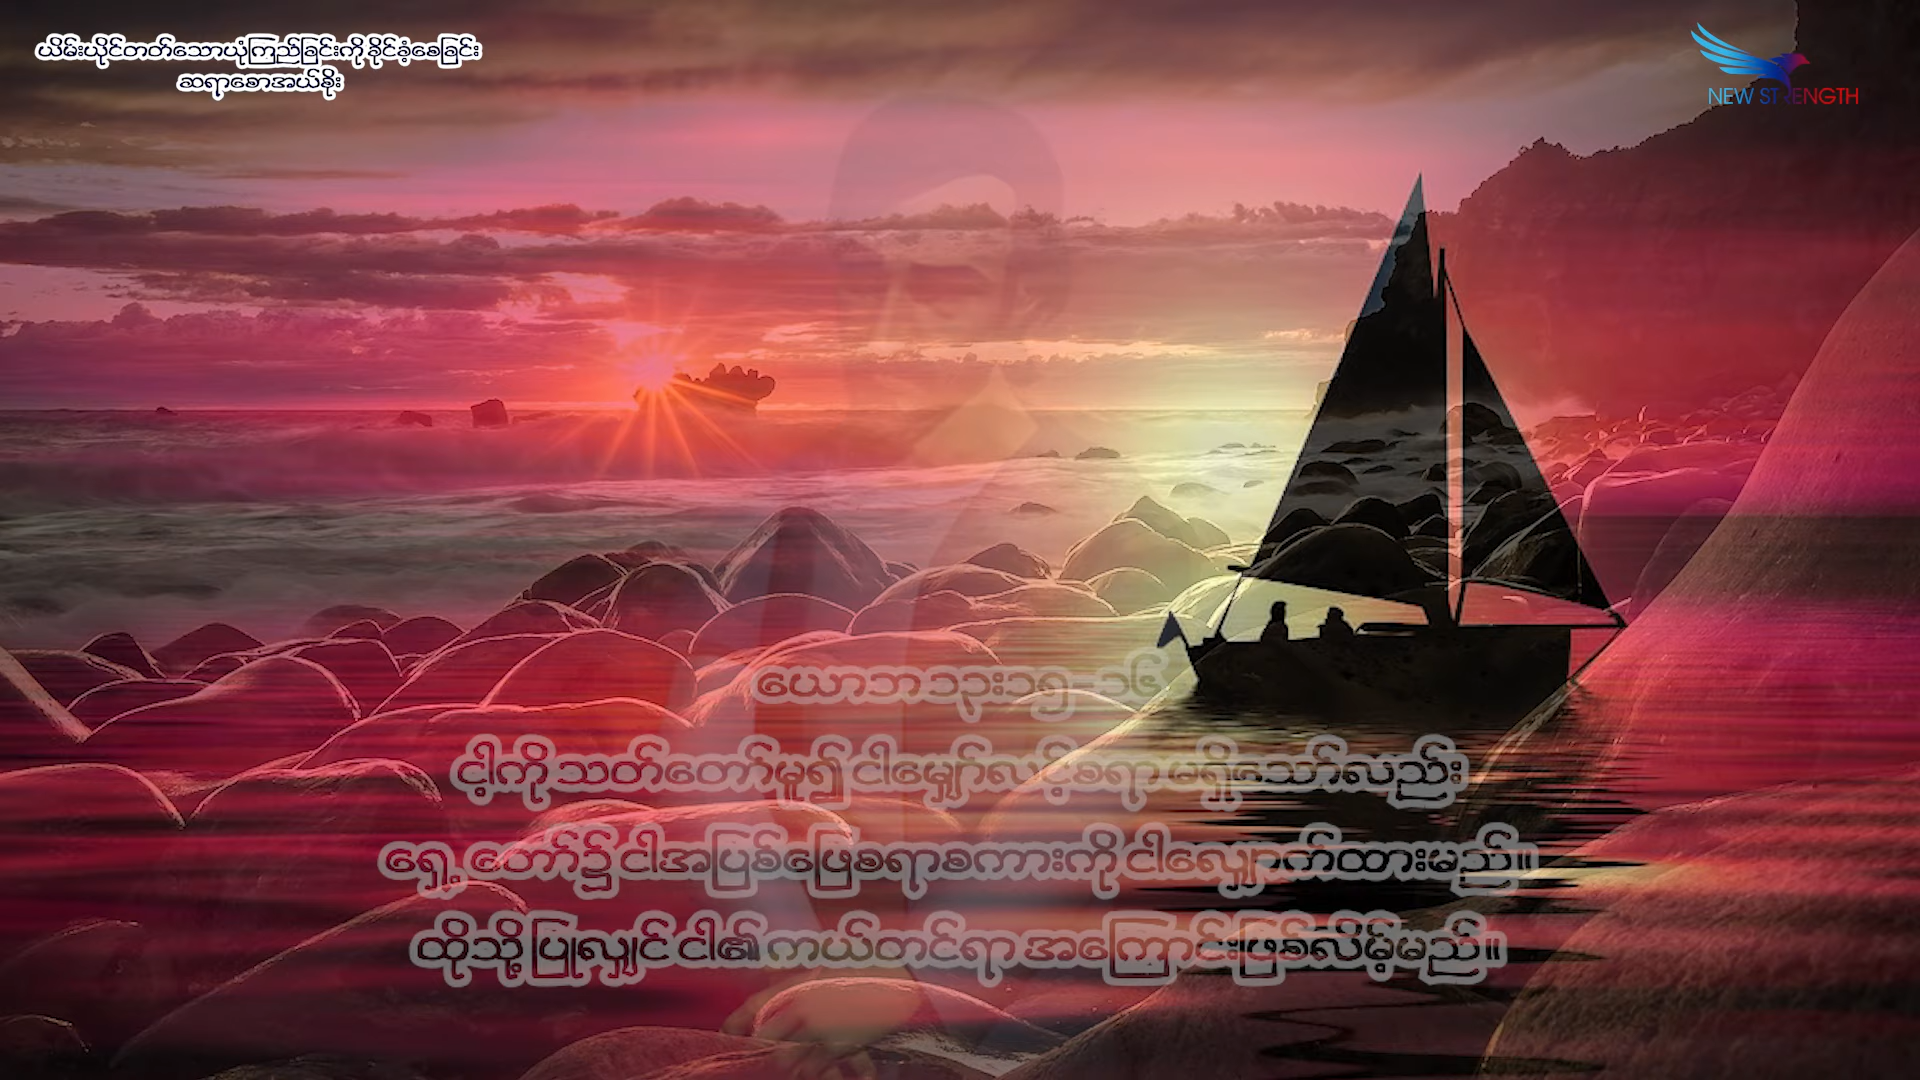 ယိမ်းယိုင်တတ်သောယုံကြည်ခြင်းကို ခိုင်ခံ့စေခြင်း
ဆရာစောအယ်ခိုး
NEW STRENGTH
ယောဘ ၁၃း၁၅-၁၆
ငါ့ကို သတ်တော်မူ၍ ငါမျှော်လင့်စရာ မရှိသော်လည်း
ရှေ့တော်၌ ငါအပြစ်ဖြေစရာစကားကို ငါလျှောက်ထားမည်။
ထိုသို့ ပြုလျှင် ငါ၏ ကယ်တင်ရာ အကြောင်းဖြစ်လိမ့်မည်။